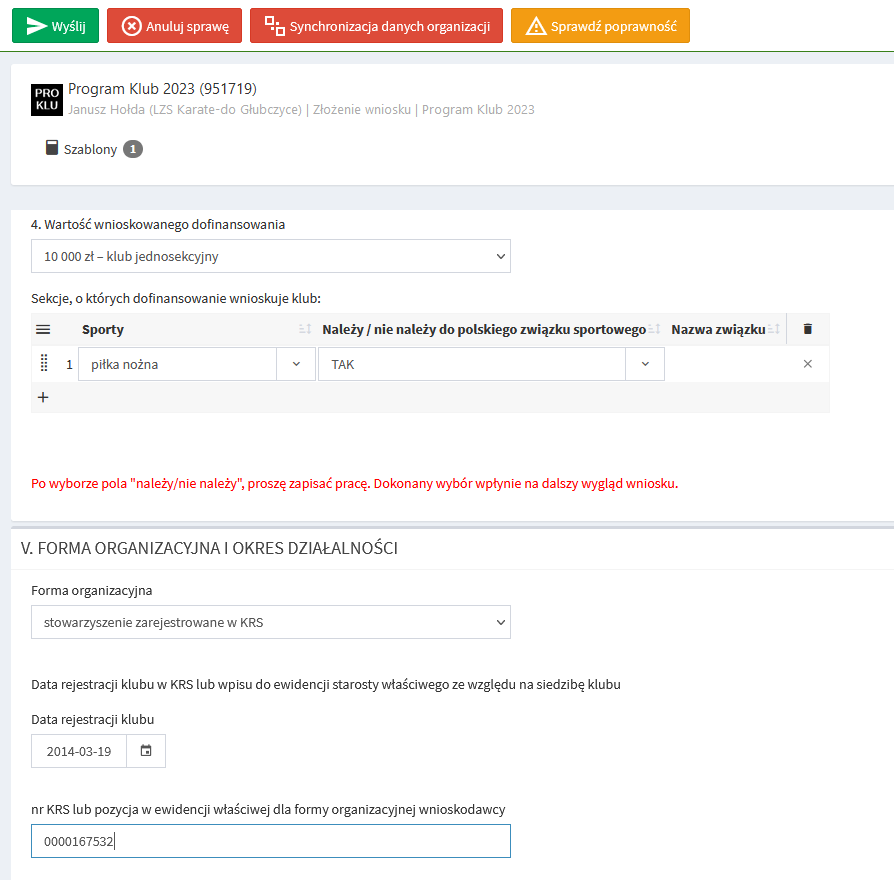 Wyślij Anuluj sprawę Synchronizacja danych organizacji Sprawdź poprawność
PRO
KLU
Program Klub 2023 (951719)
Janusz Hołda (LZS Karate-do Głubczyce) | Złożenie wniosku | Program Klub 2023
Szablony 1
4. Wartość wnioskowanego dofinansowania
10 000 zł – klub jednosekcyjny
Sekcje, o których dofinansowanie wnioskuje klub:
Sporty Należy / nie należy do polskiego związku sportowego Nazwa związku
1 piłka nożna TAK
Po wyborze pola "należy/nie należy", proszę zapisać pracę. Dokonany wybór wpłynie na dalszy wygląd wniosku.
V. FORMA ORGANIZACYJNA I OKRES DZIAŁALNOŚCI
Forma organizacyjna
stowarzyszenie zarejestrowane w KRS
Data rejestracji klubu w KRS lub wpisu do ewidencji starosty właściwego ze względu na siedzibę klubu
Data rejestracji klubu
2014-03-19
nr KRS lub pozycja w ewidencji właściwej dla formy organizacyjnej wnioskodawcy
0000167532